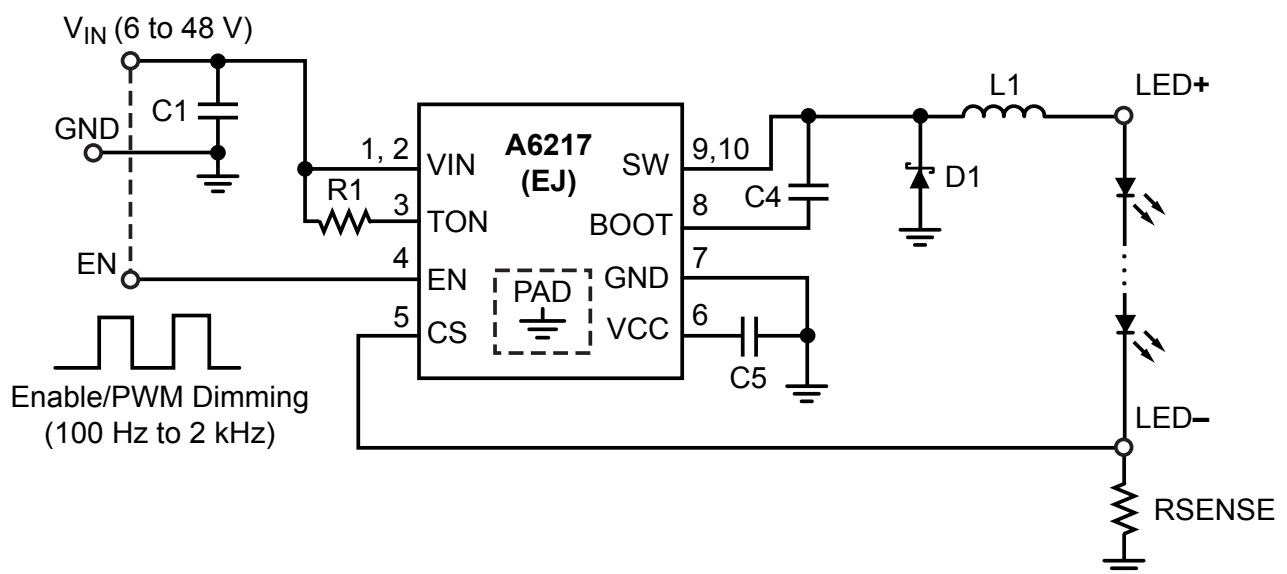 V_IN (6 to 48 V)
C1
GND
L1
LED+
A6217
(EJ)
1, 2
VIN
SW
9,10
R1
3
TON
BOOT
8
C4
D1
EN
4
EN
PAD
GND
7
5
CS
VCC
6
C5
Enable/PWM Dimming
(100 Hz to 2 kHz)
LED–
RSENSE